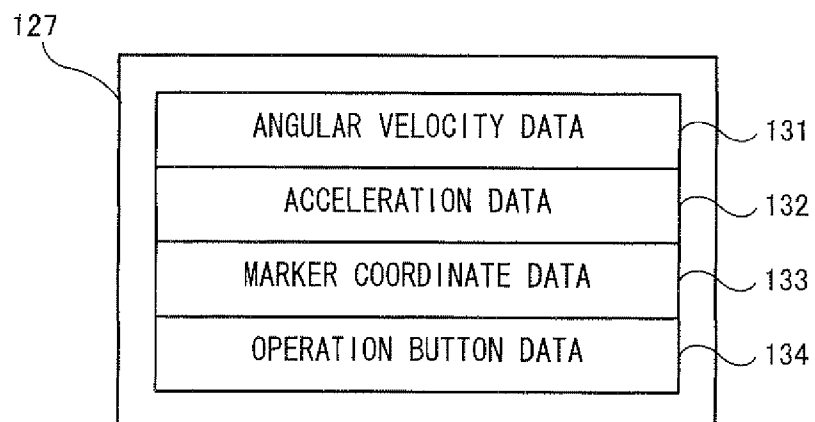 127
ANGULAR VELOCITY DATA 131
ACCELERATION DATA 132
MARKER COORDINATE DATA 133
OPERATION BUTTON DATA 134